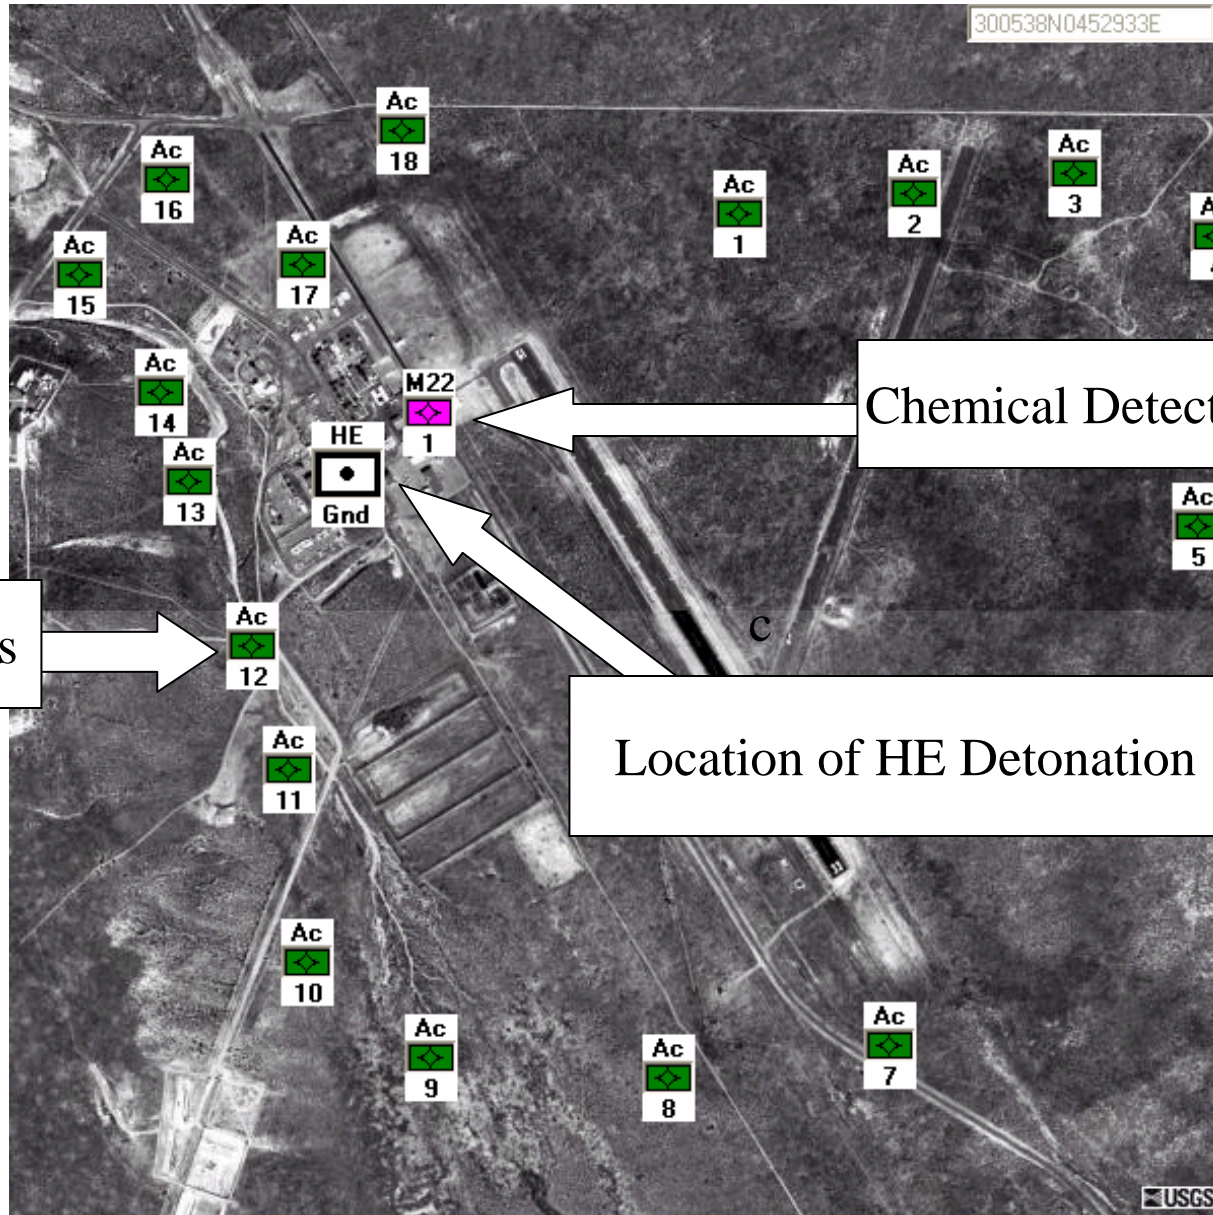 300538N0452933E
Ac
18
Ac
16
Ac
3
Ac
2
Ac
1
Ac
17
Ac
15
Ac
14
M22
1
Chemical Detect
HE
Gnd
Ac
13
Ac
5
s
Ac
12
c
Location of HE Detonation
Ac
11
Ac
10
Ac
7
Ac
9
Ac
8
USGS